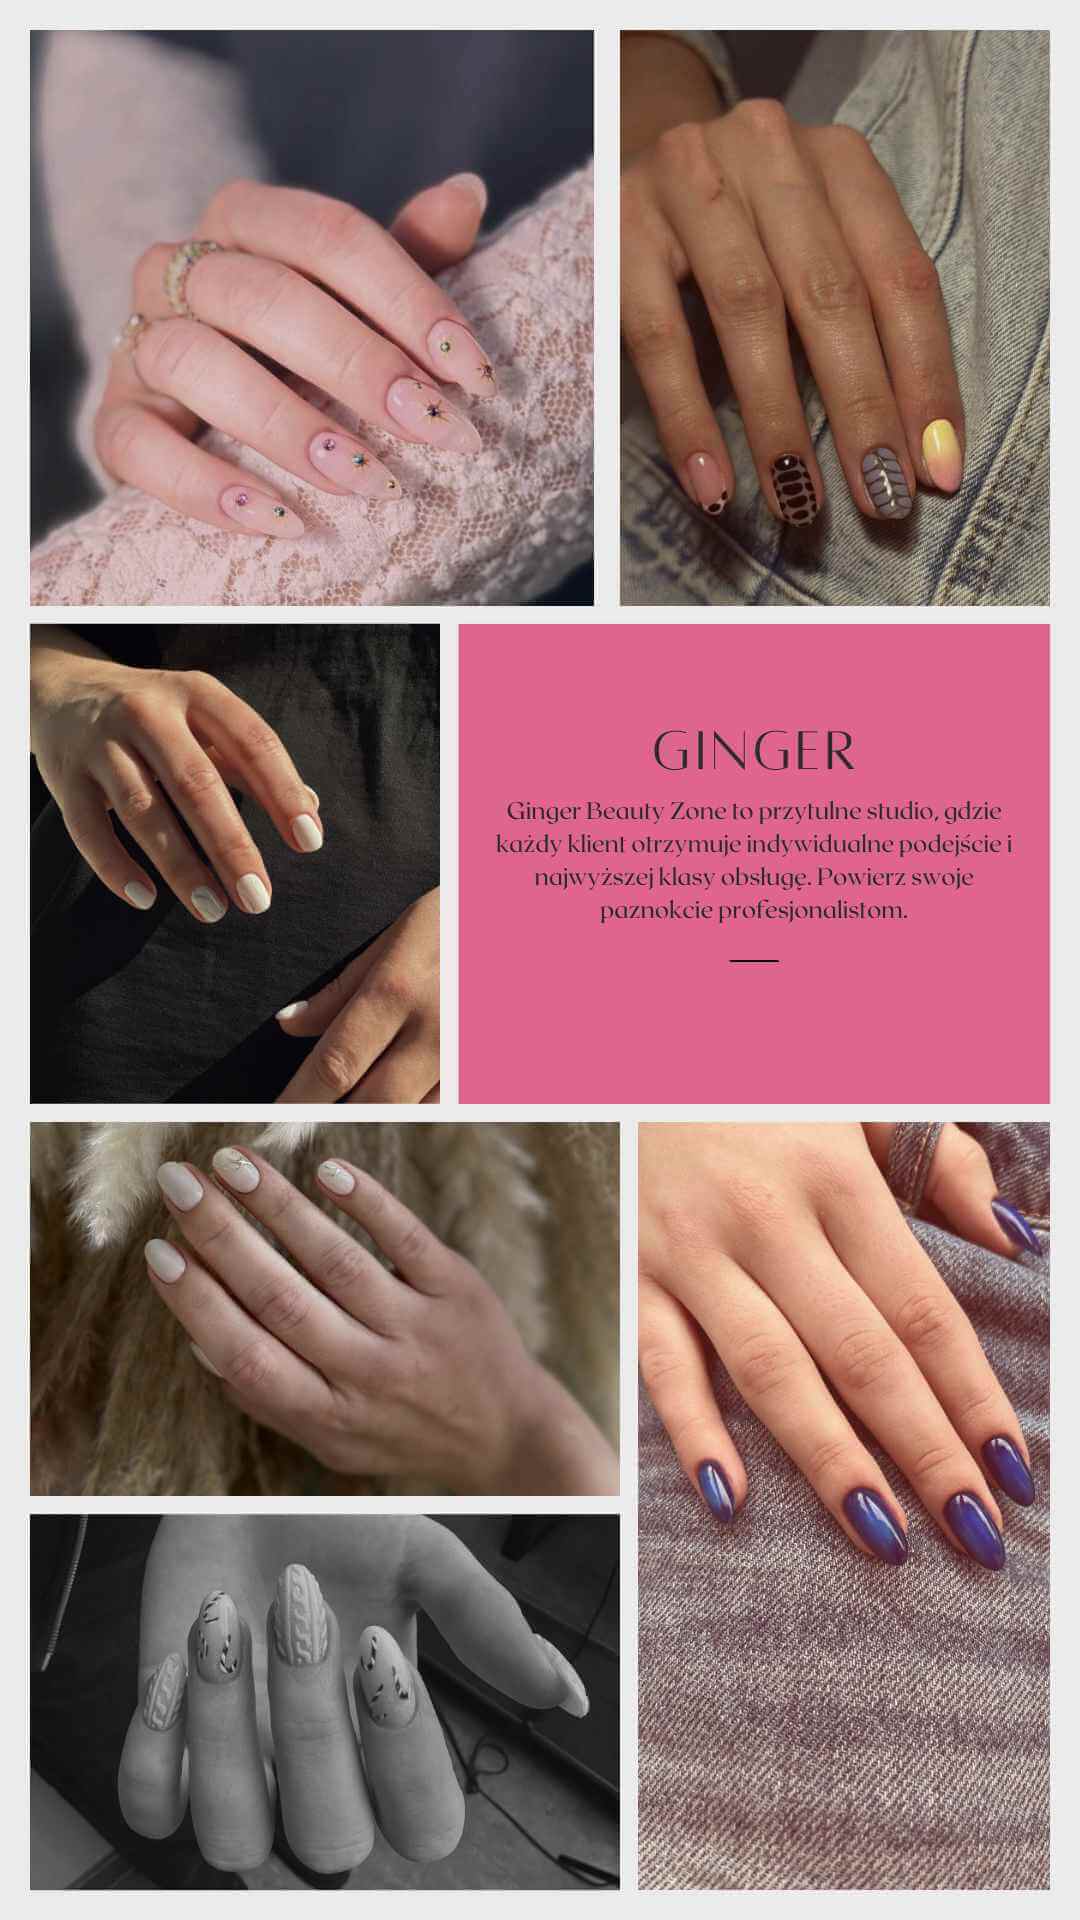 GINGER
Ginger Beauty Zone to przytulne studio, gdzie
każdy klient otrzymuje indywidualne podejście i
najwyższej klasy obsługę. Powierz swoje
paznokcie profesjonalistom.